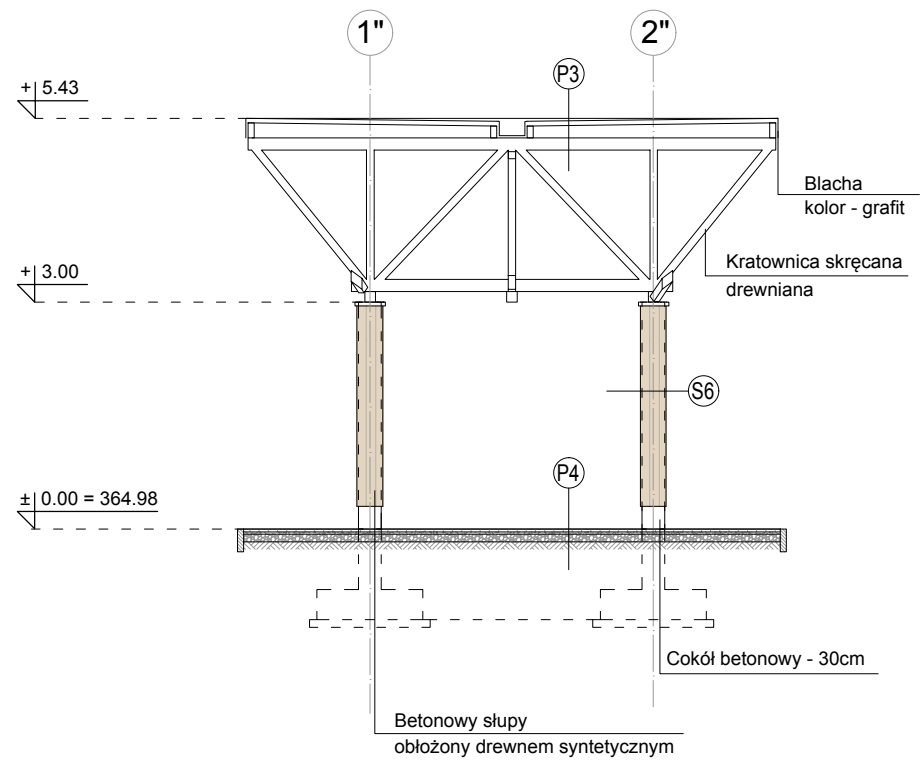 1"
2"
P3
+ 5.43
Blacha
kolor - grafit
Kratownica skręcana
drewniana
+ 3.00
S6
P4
± 0.00 = 364.98
Cokół betonowy - 30cm
Betonowy słupy
obłożony drewnem syntetycznym